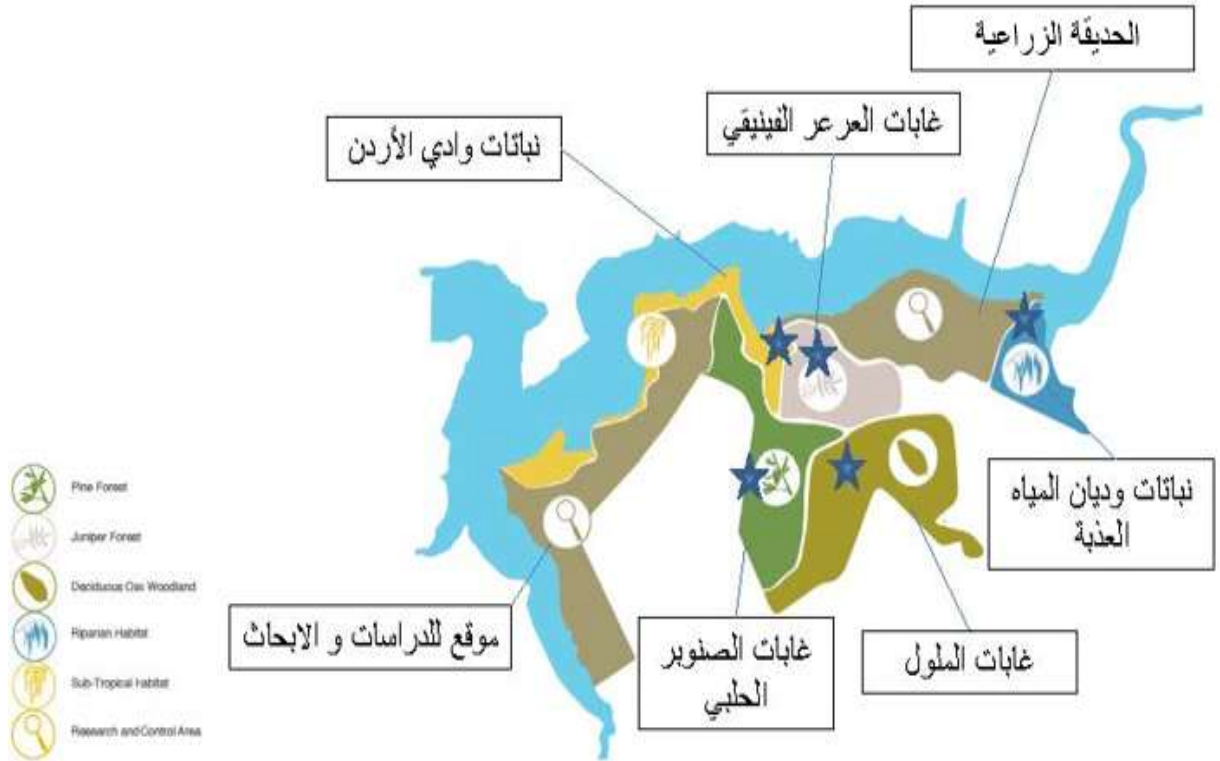 الحديقة الزراعية
غابات العرعر الفينيقي
نباتات وادي الأردن
نباتات وديان المياه
العذبة
موقع للدراسات و الابحاث
غابات الصنوبر
الحلبي
غابات الملول
Pine Forest
Juniper Forest
Deciduous Oak Woodland
Riparian Habitat
Sub-Tropical Habitat
Research and Control Area